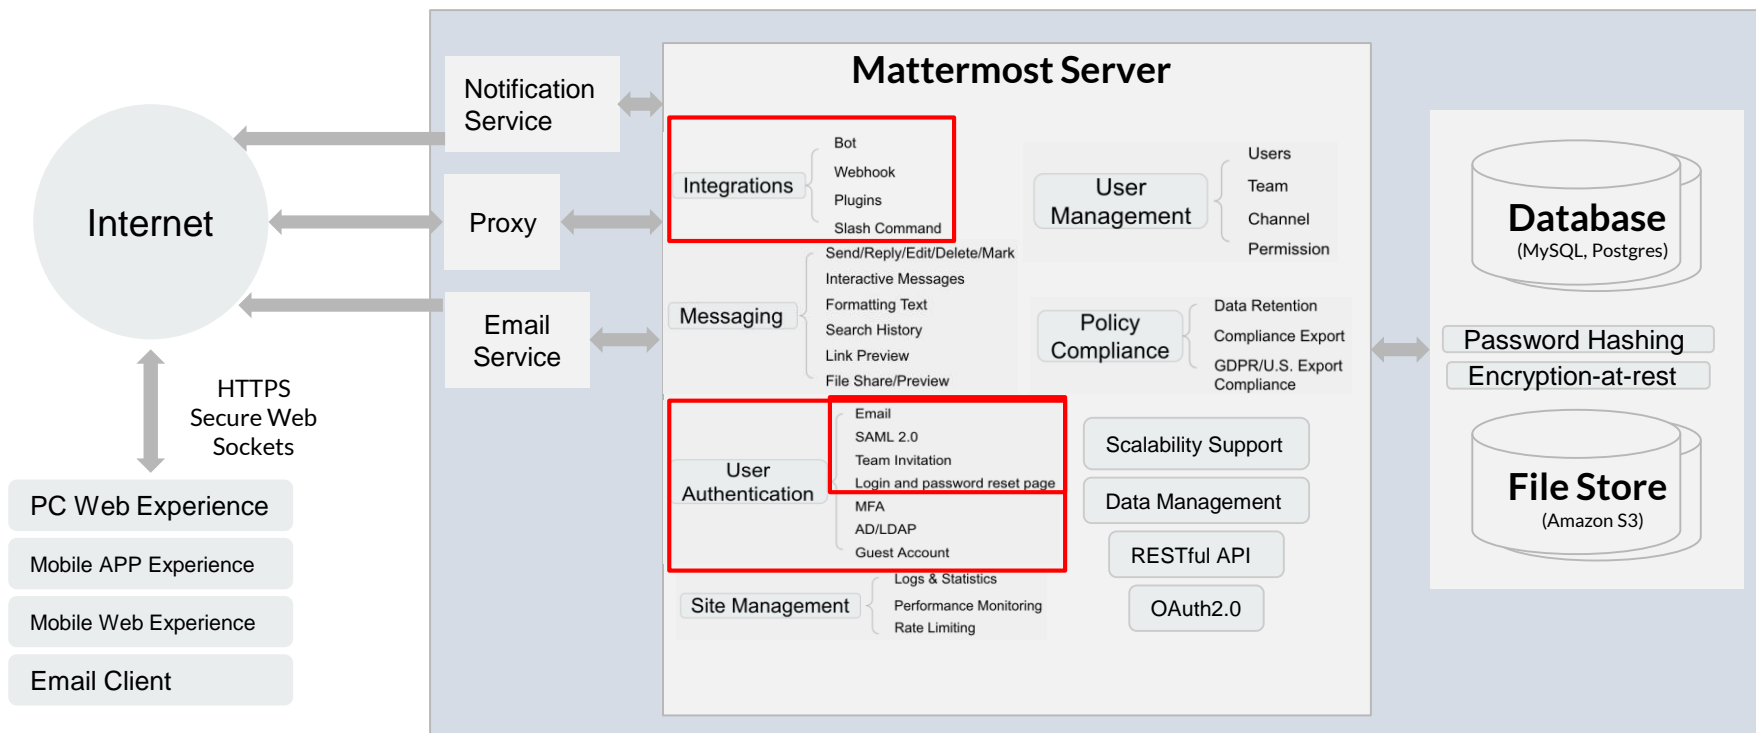 Mattermost Server
Notification
Service
Internet
Proxy
Email
Service
HTTPS
Secure Web
Sockets
PC Web Experience
Mobile APP Experience
Mobile Web Experience
Email Client
Integrations
Bot
Webhook
Plugins
Slash Command
Messaging
Send/Reply/Edit/Delete/Mark
Interactive Messages
Formatting Text
Search History
Link Preview
File Share/Preview
User
Authentication
Email
SAML 2.0
Team Invitation
Login and password reset page
MFA
AD/LDAP
Guest Account
Site Management
Logs & Statistics
Performance Monitoring
Rate Limiting
User
Management
Users
Team
Channel
Permission
Policy
Compliance
Data Retention
Compliance Export
GDPR/U.S. Export
Compliance
Scalability Support
Data Management
RESTful API
OAuth2.0
Database
(MySQL, Postgres)
Password Hashing
Encryption-at-rest
File Store
(Amazon S3)